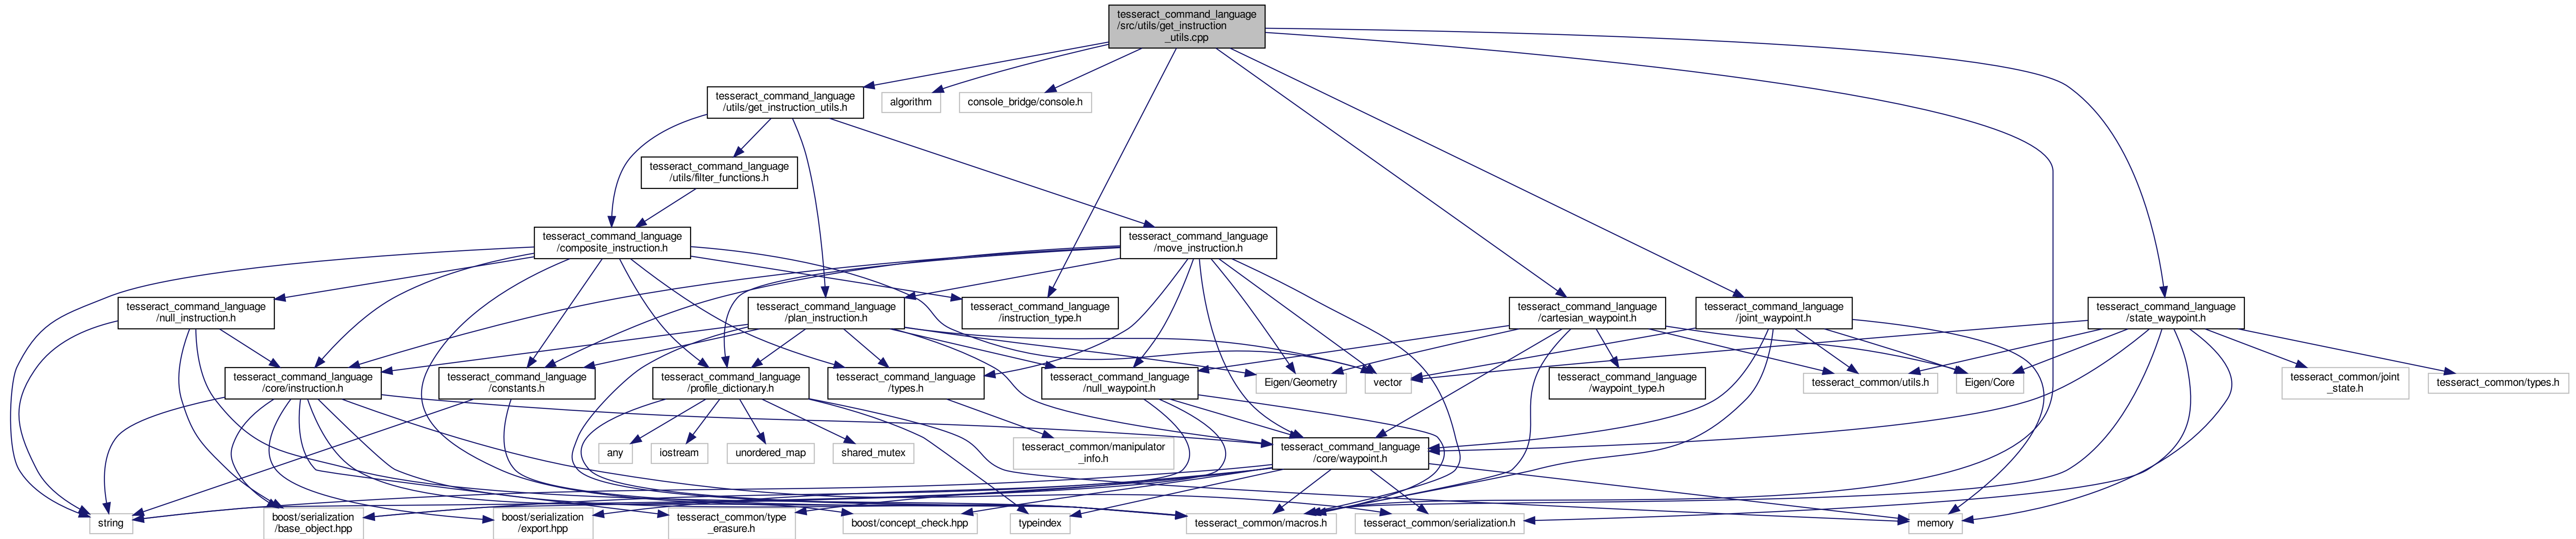 tesseract_command_language
/src/utils/get_instruction
_utils.cpp
tesseract_command_language
/utils/get_instruction_utils.h
algorithm
console_bridge/console.h
tesseract_command_language
/utils/filter_functions.h
tesseract_command_language
/composite_instruction.h
tesseract_command_language
/move_instruction.h
tesseract_command_language
/null_instruction.h
tesseract_command_language
/plan_instruction.h
tesseract_command_language
/instruction_type.h
tesseract_command_language
/cartesian_waypoint.h
tesseract_command_language
/joint_waypoint.h
tesseract_command_language
/state_waypoint.h
tesseract_command_language
/core/instruction.h
tesseract_command_language
/constants.h
tesseract_command_language
/profile_dictionary.h
tesseract_command_language
/types.h
tesseract_command_language
/null_waypoint.h
Eigen/Geometry
vector
tesseract_command_language
/waypoint_type.h
tesseract_common/utils.h
Eigen/Core
tesseract_common/joint
_state.h
tesseract_common/types.h
any
iostream
unordered_map
shared_mutex
tesseract_common/manipulator
_info.h
tesseract_command_language
/core/waypoint.h
string
boost/serialization
/base_object.hpp
boost/serialization
/export.hpp
tesseract_common/type
_erasure.h
boost/concept_check.hpp
typeindex
tesseract_common/macros.h
tesseract_common/serialization.h
memory